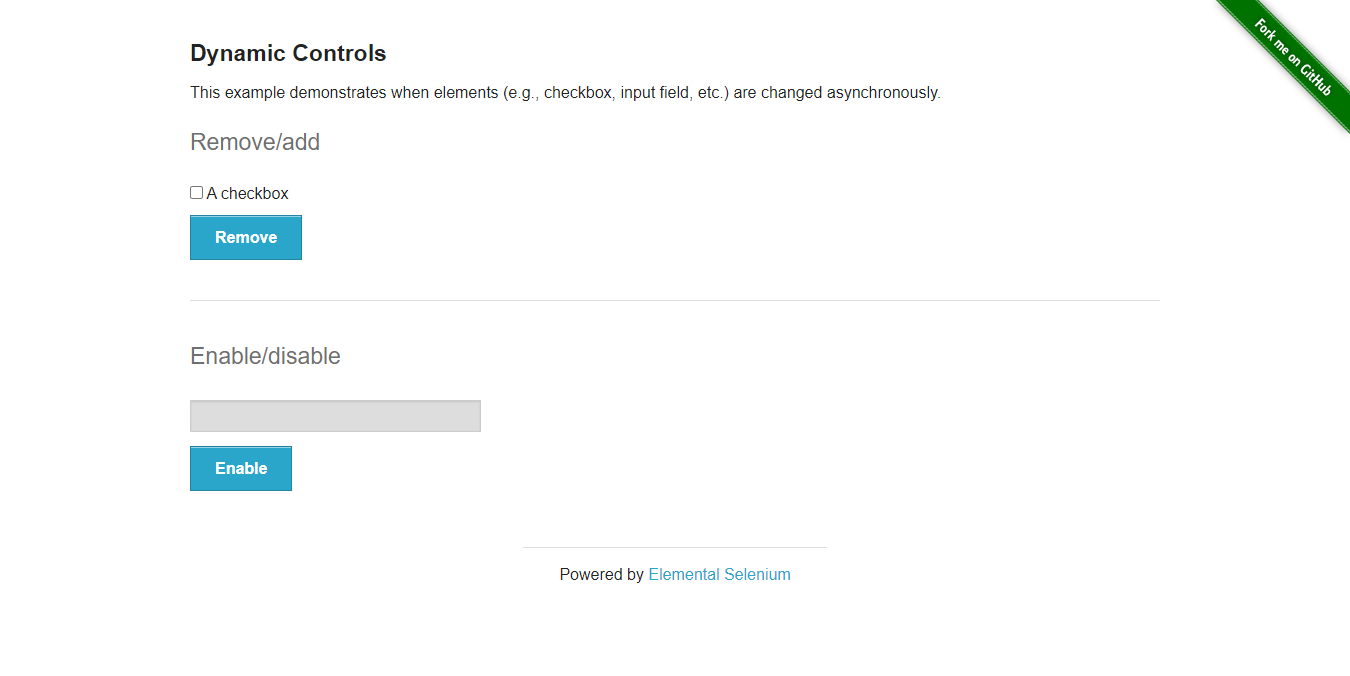 Fork me on GitHub
Dynamic Controls
This example demonstrates when elements (e.g., checkbox, input field, etc.) are changed asynchronously.
Remove/add
A checkbox
Remove
Enable/disable
Enable
Powered by Elemental Selenium